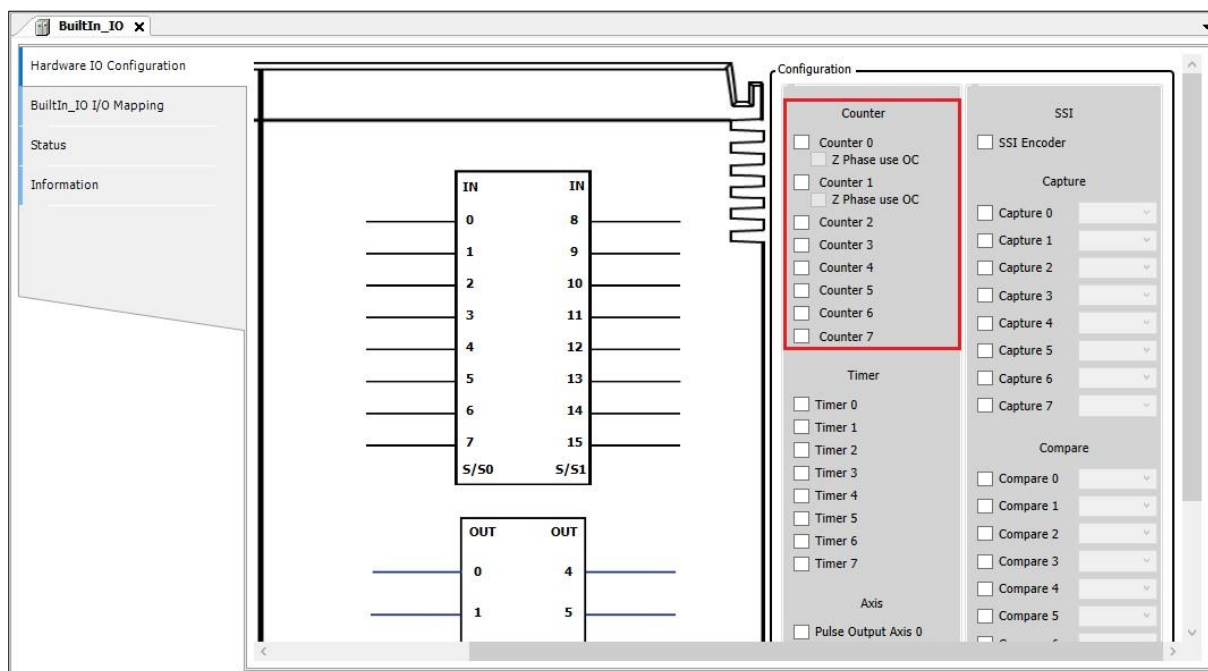 BuiltIn_IO X
Hardware IO Configuration
BuiltIn_IO I/O Mapping
Status
Information
IN IN
0 8
1 9
2 10
3 11
4 12
5 13
6 14
7 15
S/S0 S/S1
OUT OUT
0 4
1 5
Configuration
Counter
Counter 0
Z Phase use OC
Counter 1
Z Phase use OC
Counter 2
Counter 3
Counter 4
Counter 5
Counter 6
Counter 7
Timer
Timer 0
Timer 1
Timer 2
Timer 3
Timer 4
Timer 5
Timer 6
Timer 7
Axis
Pulse Output Axis 0
SSI
SSI Encoder
Capture
Capture 0
Capture 1
Capture 2
Capture 3
Capture 4
Capture 5
Capture 6
Capture 7
Compare
Compare 0
Compare 1
Compare 2
Compare 3
Compare 4
Compare 5